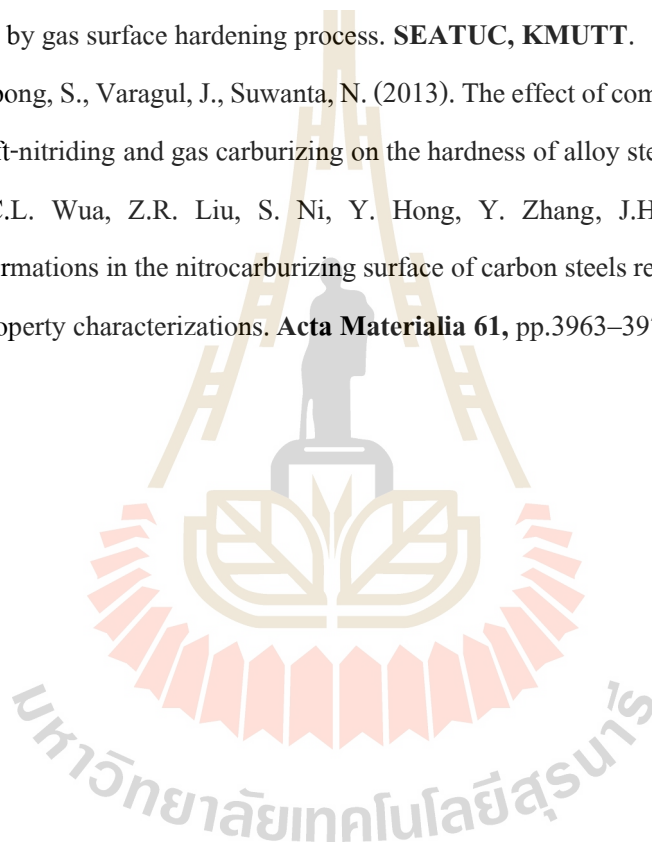 by gas surface hardening process. SEATUC, KMUTT.
ong, S., Varagul, J., Suwanta, N. (2013). The effect of com
ft-nitriding and gas carburizing on the hardness of alloy ste
C.L. Wua, Z.R. Liu, S. Ni, Y. Hong, Y. Zhang, J.H
rmations in the nitrocarburizing surface of carbon steels re
operty characterizations. Acta Materialia 61, pp.3963–39
มหาวิทยาลัยเทคโนโลยีสุรนารี